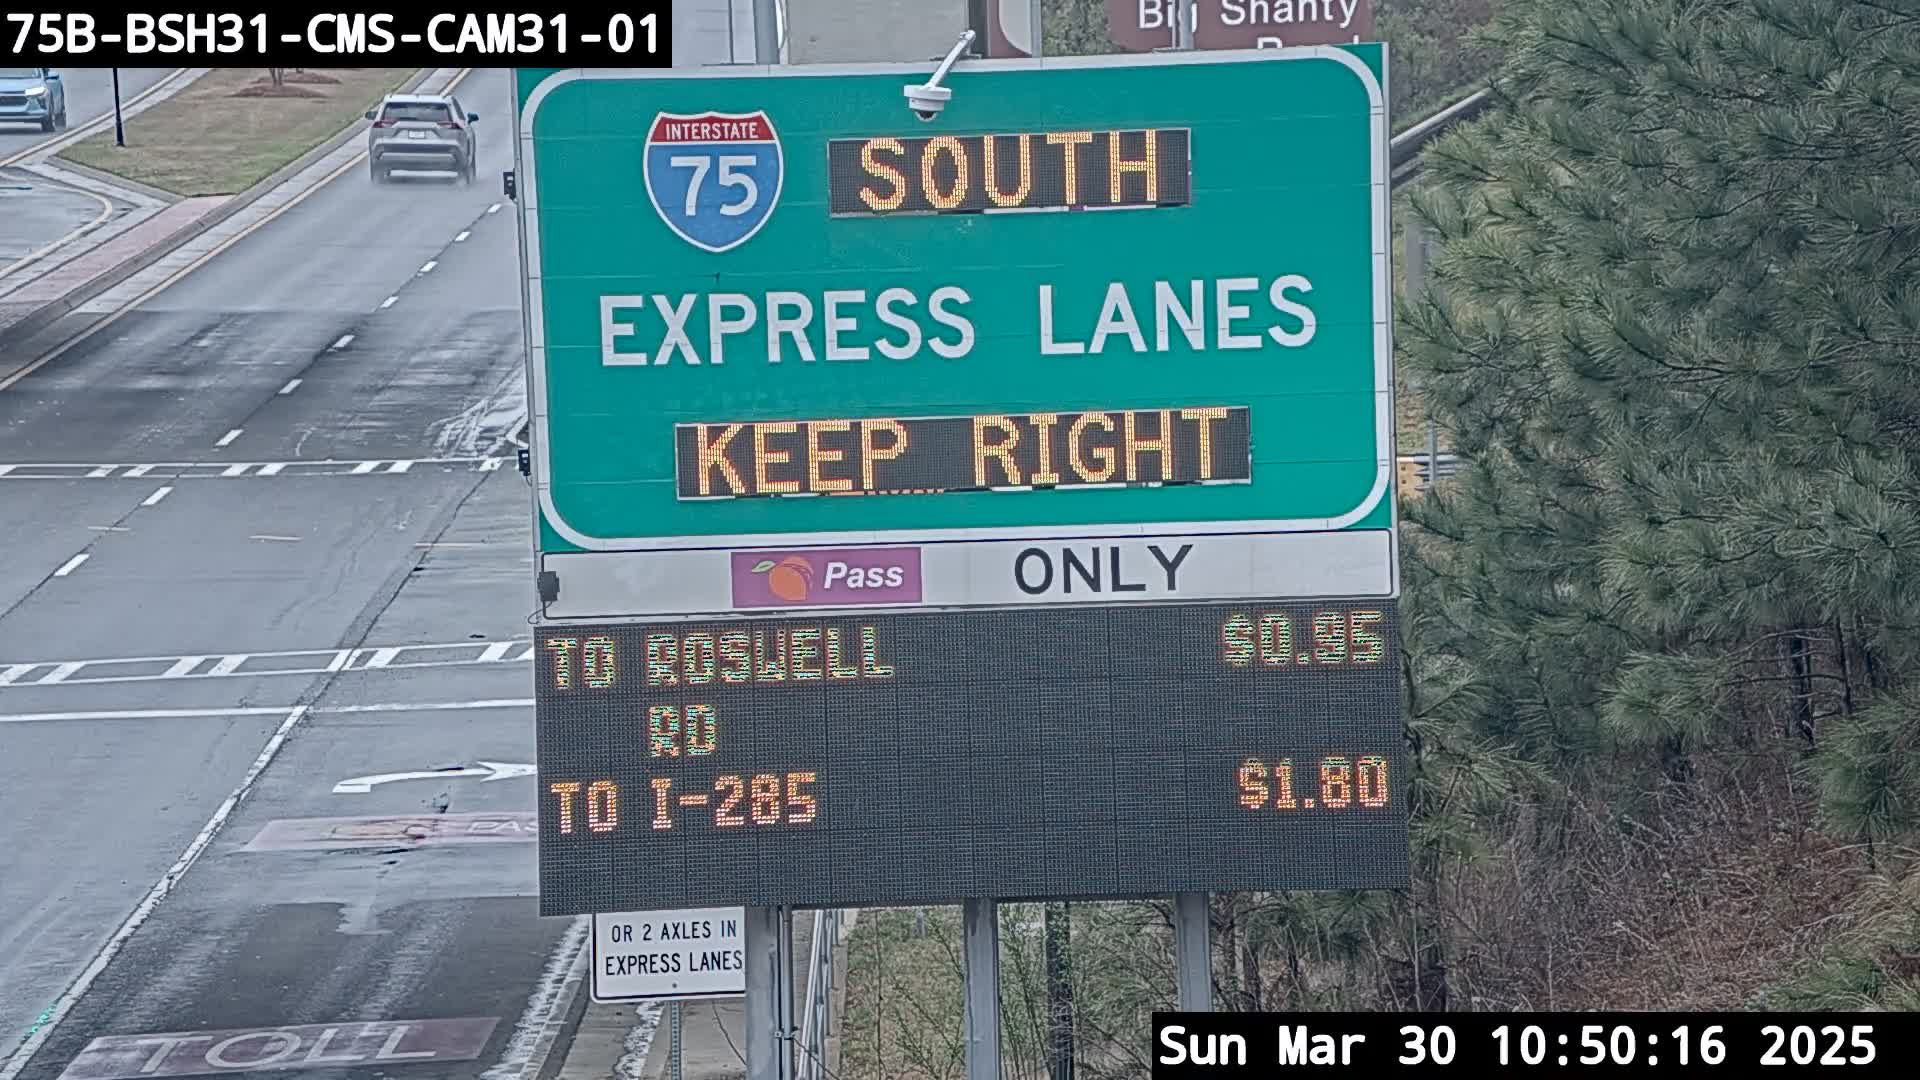 75B-BSH31-CMS-CAM31-01
Big Shanty
INTERSTATE
75
SOUTH
EXPRESS LANES
KEEP RIGHT
Pass
ONLY
TO ROSWELL $0.95
RD
TO I-285 $1.80
OR 2 AXLES IN
EXPRESS LANES
TOLL
Sun Mar 30 10:50:16 2025